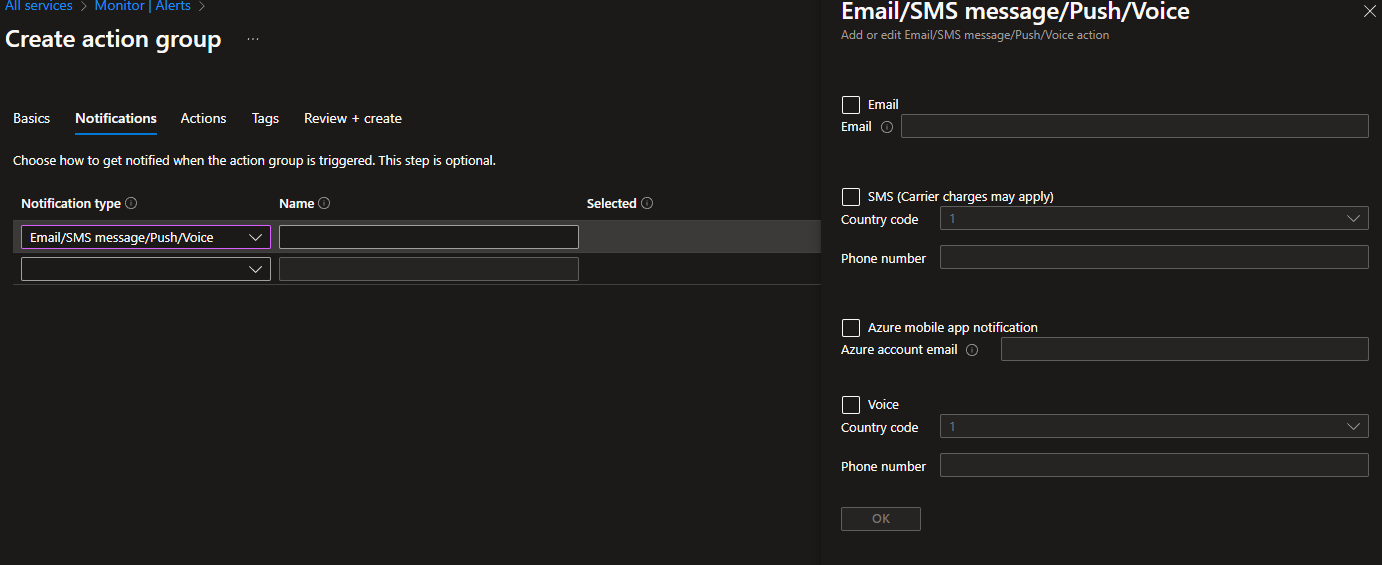 All services > Monitor | Alerts >
Create action group ...
Basics Notifications Actions Tags Review + create
Choose how to get notified when the action group is triggered. This step is optional.
Notification type Name Selected
Email/SMS message/Push/Voice
Email/SMS message/Push/Voice
Add or edit Email/SMS message/Push/Voice action
Email
Email
SMS (Carrier charges may apply)
Country code 1
Phone number
Azure mobile app notification
Azure account email
Voice
Country code 1
Phone number
OK